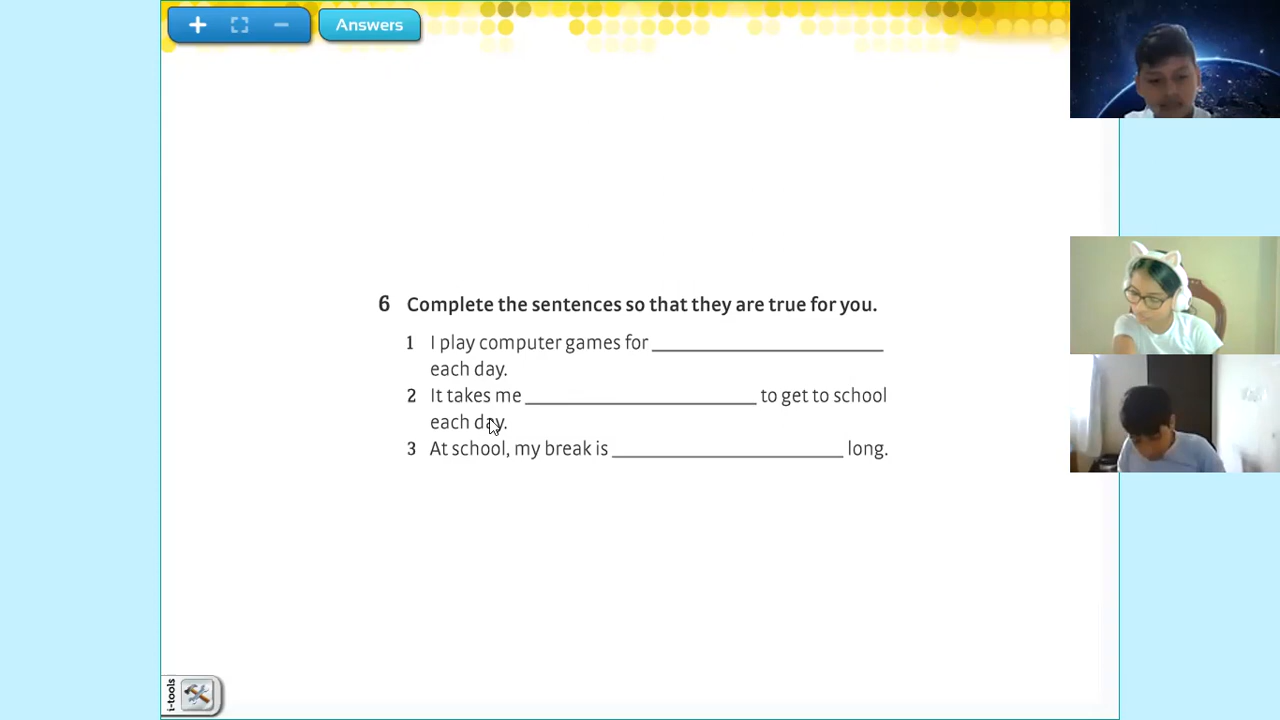 Answers
6 Complete the sentences so that they are true for you.
1 I play computer games for ____________________
each day.
2 It takes me ____________________ to get to school
each day.
3 At school, my break is ____________________ long.
i-tools